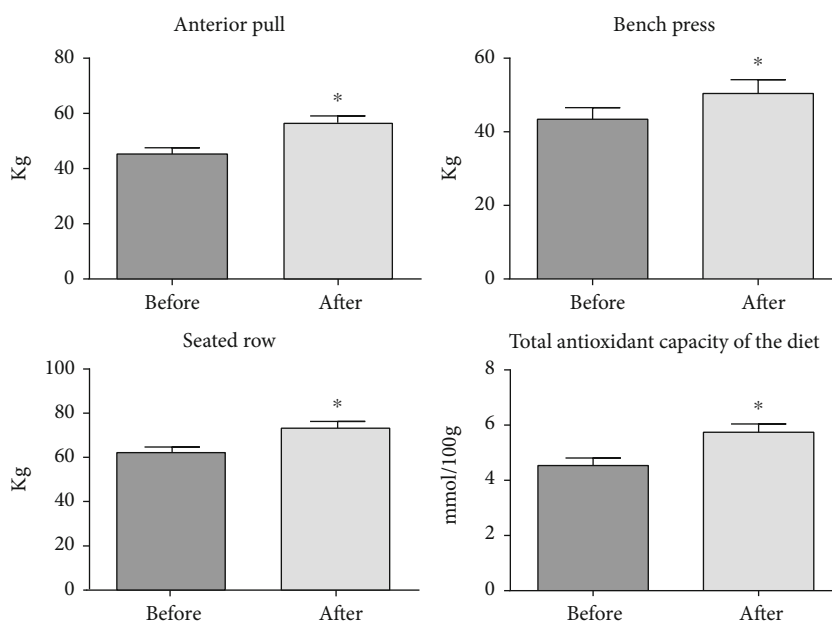 Anterior pull
80
60
40
20
0
Kg
*
Before After
Bench press
60
40
20
0
Kg
*
Before After
Seated row
100
80
60
40
20
0
Kg
*
Before After
Total antioxidant capacity of the diet
8
6
4
2
0
mmol/100g
*
Before After